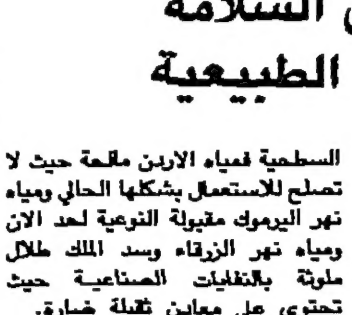 السلامة
الطبيعية
السطحية فمياه الاردن مالحة حيث لا
تصلح للاستعمال بشكلها الحالي ومياه
نهر اليرموك مقبولة النوعية لحد الان
ومياه نهر الزرقاء وسد الملك طلال
ملوثة بالنفايات الصناعية حيث
تحتوي على معادن ثقيلة ضارة.